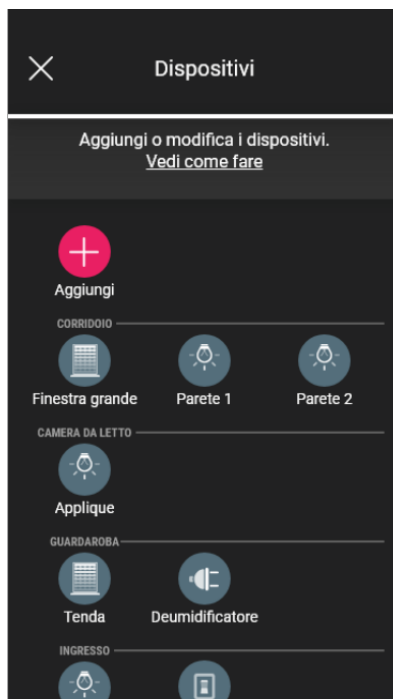 Dispositivi
Aggiungi o modifica i dispositivi.
Vedi come fare
Aggiungi
CORRIDOIO
Finestra grande Parete 1 Parete 2
CAMERA DA LETTO
Applique
GUARDAROBA
Tenda Deumidificatore
INGRESSO